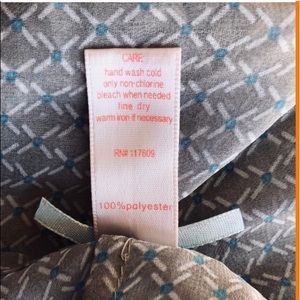 CARE:
hand wash cold
only non-chlorine
bleach when needed
line dry
warm iron if necessary
RN# 117609
100% polyester